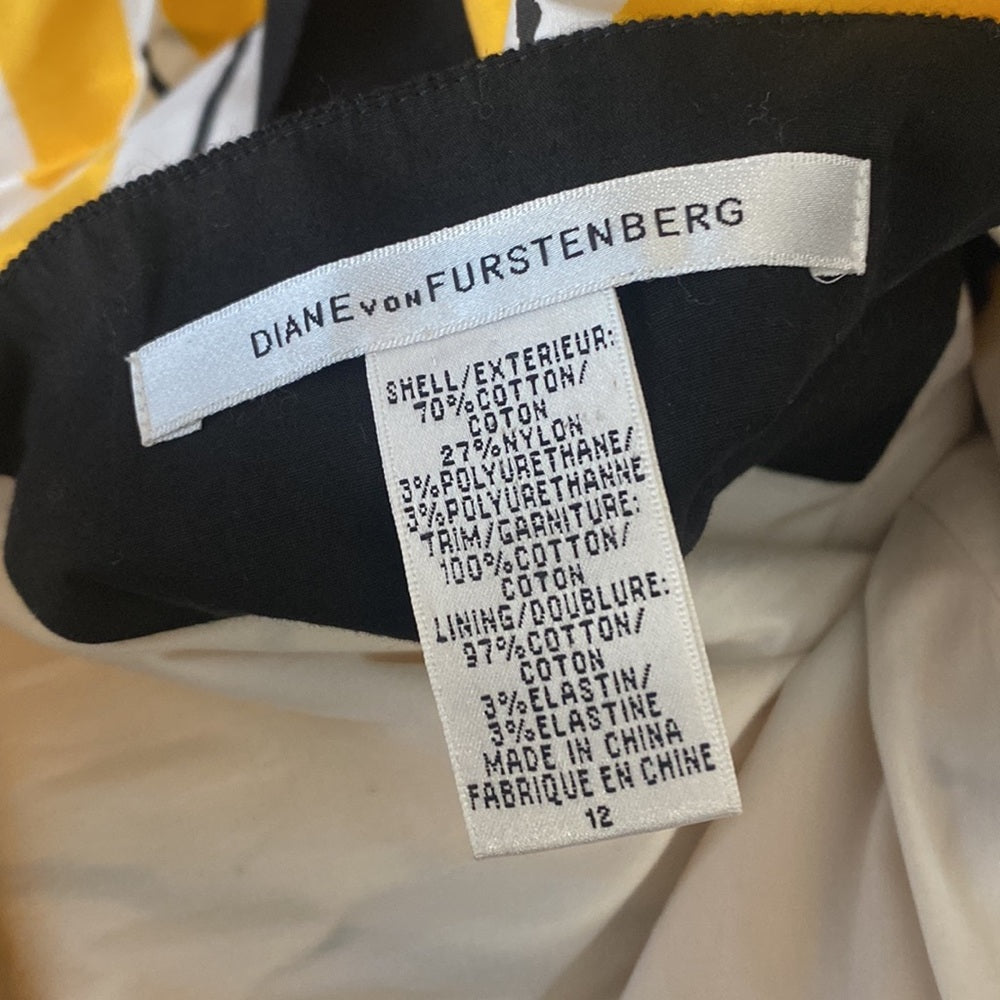 DIANE VON FURSTENBERG
SHELL/EXTERIEUR:
70%COTTON/
COTON
27%NYLON
3%POLYURETHANE/
3%POLYURETHANNE
TRIM/GARNITURE:
100%COTTON/
COTON
LINING/DOUBLURE:
97%COTTON/
COTON
3%ELASTIN/
3%ELASTINE
MADE IN CHINA
FABRIQUE EN CHINE
12